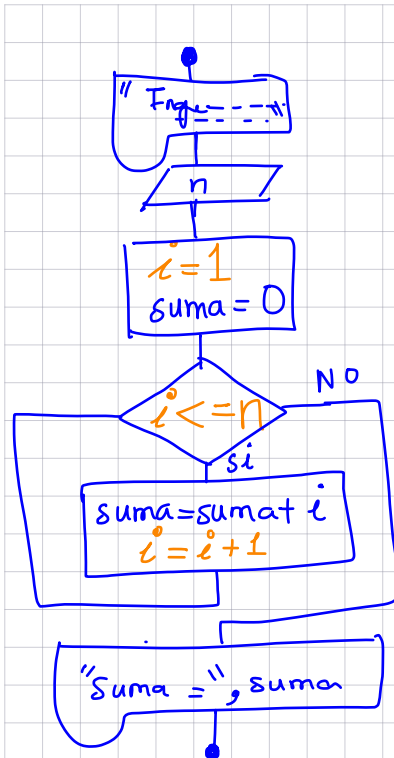 n
i=1
suma = 0
i<=n
NO
si
suma=suma+ i
i = i +1
"Suma =", suma